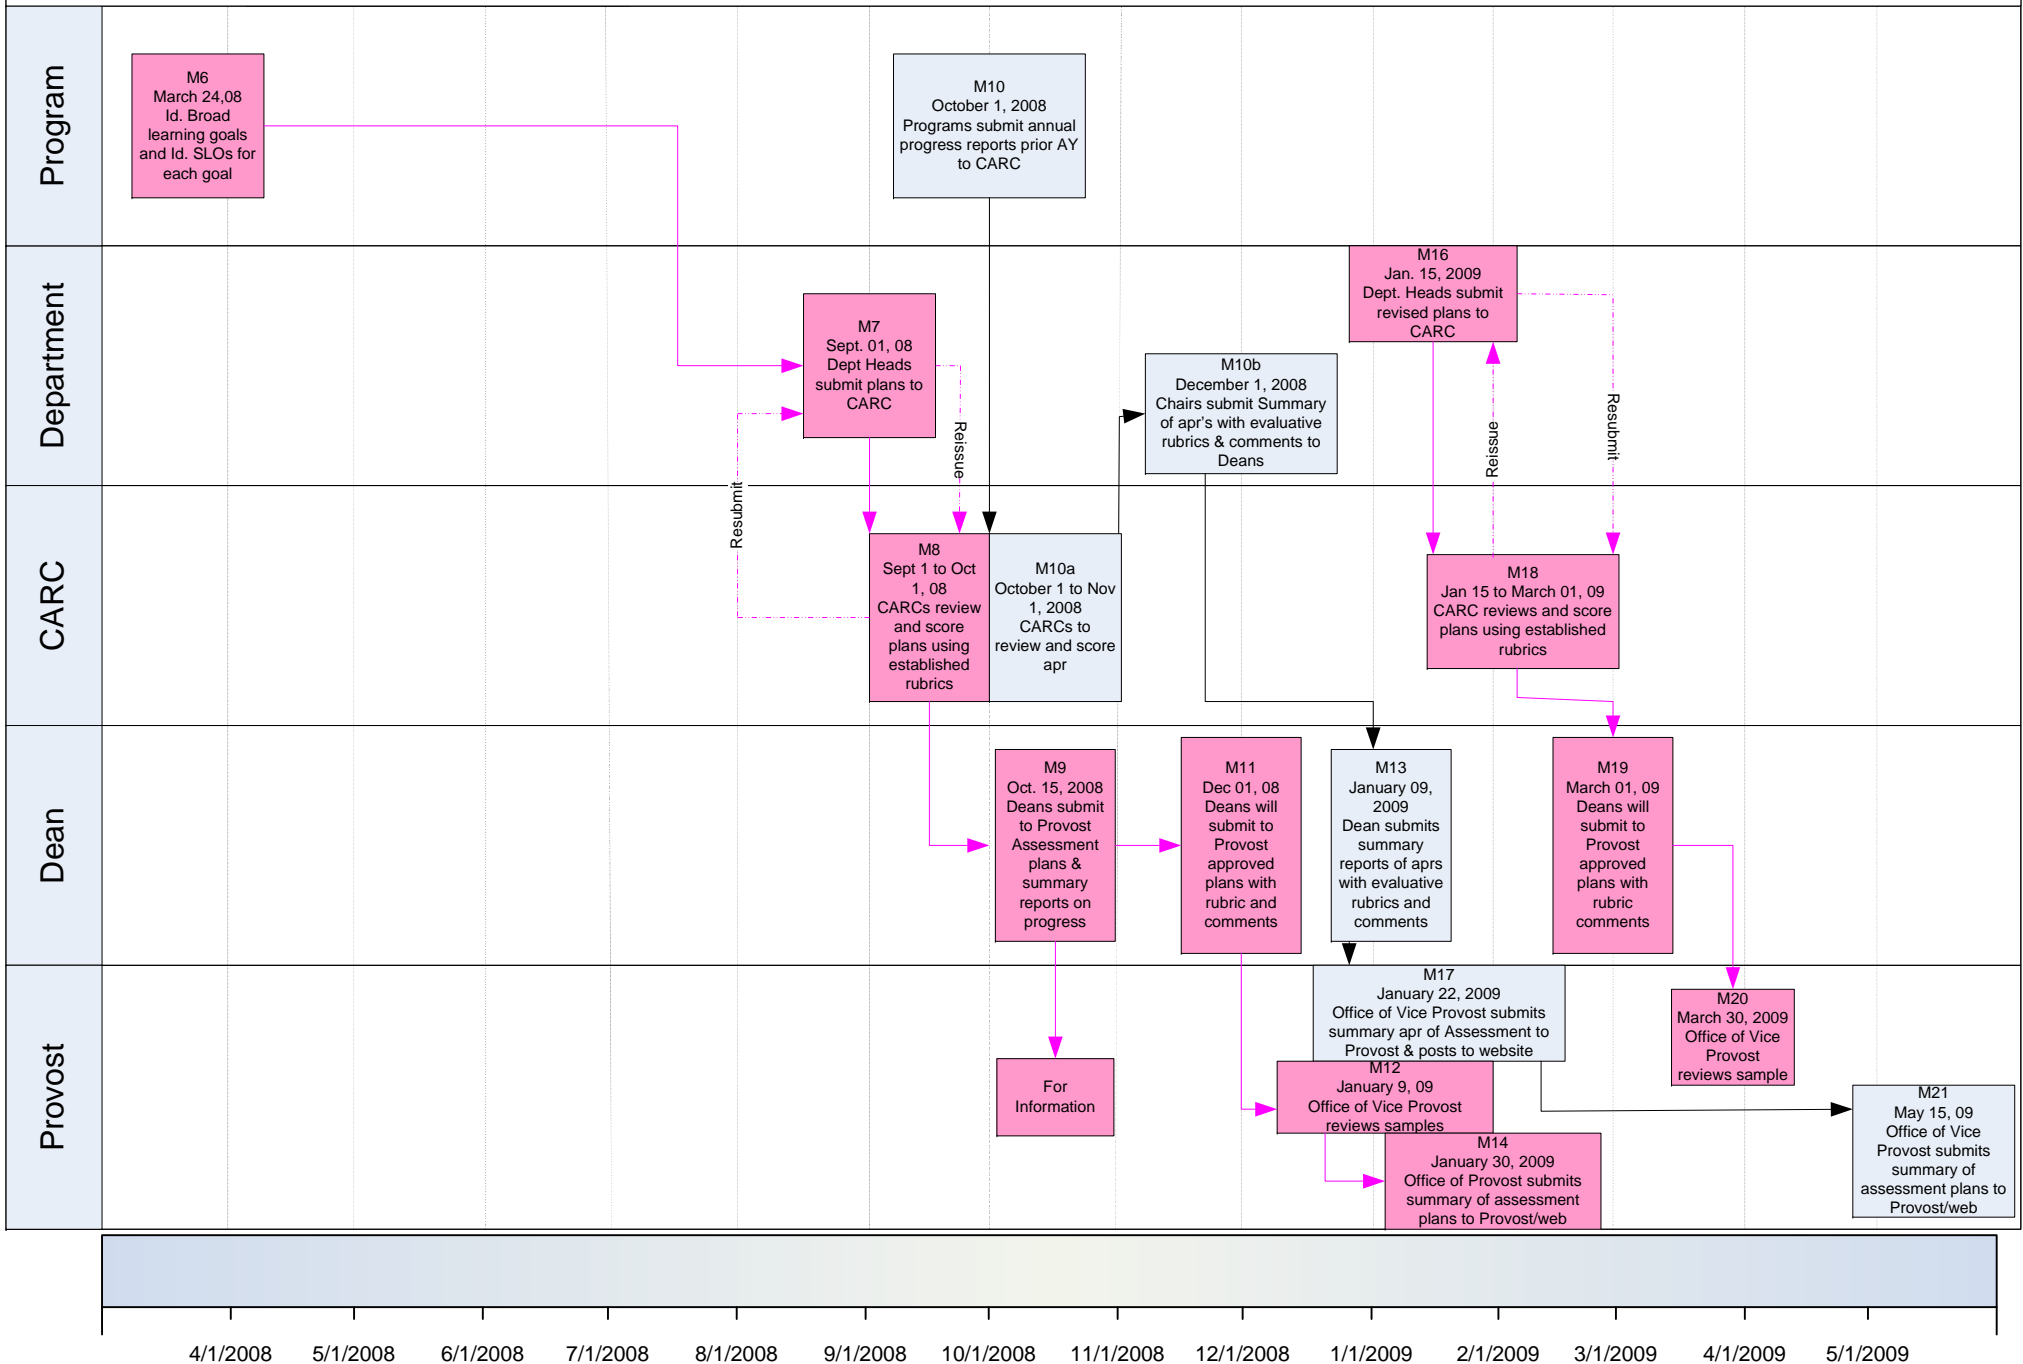 Program
M6
March 24,08
Id. Broad
learning goals
and Id. SLOs for
each goal
M10
October 1, 2008
Programs submit annual
progress reports prior AY
to CARC
Department
M7
Sept. 01, 08
Dept Heads
submit plans to
CARC
Reissue
Resubmit
M10b
December 1, 2008
Chairs submit Summary
of apr's with evaluative
rubrics & comments to
Deans
M16
Jan. 15, 2009
Dept. Heads submit
revised plans to
CARC
Reissue
Resubmit
CARC
M8
Sept 1 to Oct
1, 08
CARCs review
and score
plans using
established
rubrics
M10a
October 1 to Nov
1, 2008
CARCs to
review and score
apr
M18
Jan 15 to March 01, 09
CARC reviews and score
plans using established
rubrics
Dean
M9
Oct. 15, 2008
Deans submit
to Provost
Assessment
plans &
summary
reports on
progress
M11
Dec 01, 08
Deans will
submit to
Provost
approved
plans with
rubric and
comments
M13
January 09,
2009
Dean submits
summary
reports of aprs
with evaluative
rubrics and
comments
M19
March 01, 09
Deans will
submit to
Provost
approved
plans with
rubric
comments
Provost
For
Information
M17
January 22, 2009
Office of Vice Provost submits
summary apr of Assessment to
Provost & posts to website
M12
January 9, 09
Office of Vice Provost
reviews samples
M14
January 30, 2009
Office of Provost submits
summary of assessment
plans to Provost/web
M20
March 30, 2009
Office of Vice
Provost
reviews sample
M21
May 15, 09
Office of Vice
Provost submits
summary of
assessment plans to
Provost/web
4/1/2008 5/1/2008 6/1/2008 7/1/2008 8/1/2008 9/1/2008 10/1/2008 11/1/2008 12/1/2008 1/1/2009 2/1/2009 3/1/2009 4/1/2009 5/1/2009